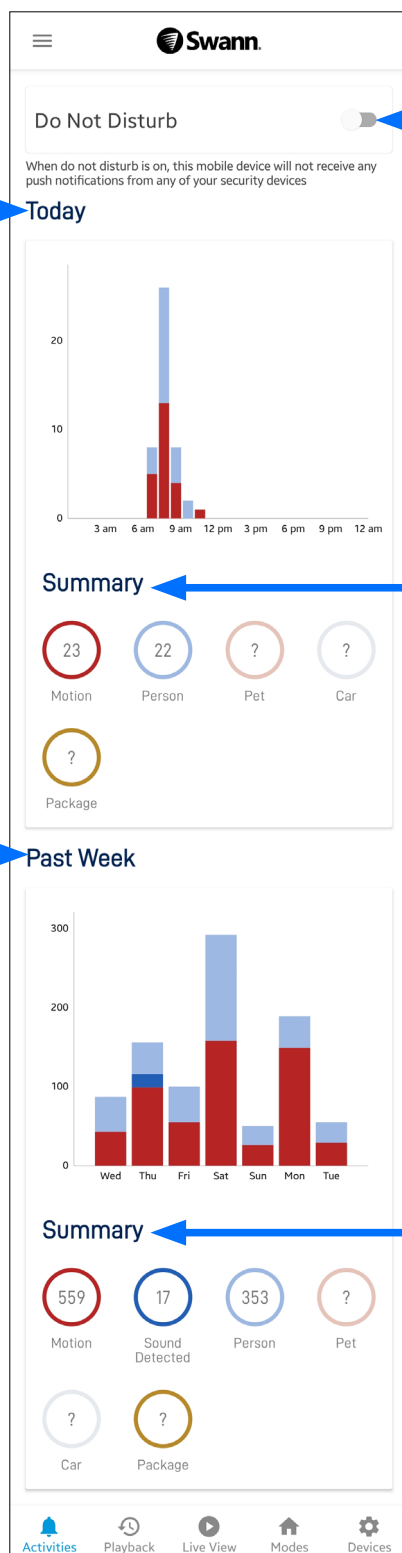 Swann.
Do Not Disturb
When do not disturb is on, this mobile device will not receive any
push notifications from any of your security devices
Today
20
10
0
3 am 6 am 9 am 12 pm 3 pm 6 pm 9 pm 12 am
Summary
23 22 ? ?
Motion Person Pet Car
?
Package
Past Week
300
200
100
0
Wed Thu Fri Sat Sun Mon Tue
Summary
559 17 353 ?
Motion Sound Person Pet
Detected
? ?
Car Package
Activities Playback Live View Modes Devices